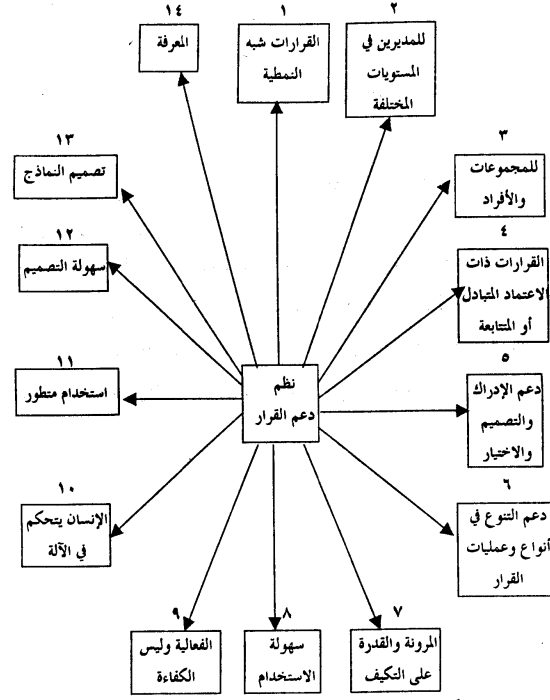 ١
القرارات شبه
النمطية
٢
للمديرين في
المستويات
المختلفة
٣
للمجموعات
والأفراد
٤
القرارات ذات
الاعتماد المتبادل
أو المتتابعة
٥
دعم الإدراك
والتصميم
والاختيار
٦
دعم التنوع في
أنواع وعمليات
القرار
٧
المرونة والقدرة
على التكيف
٨
سهولة
الاستخدام
٩
الفعالية وليس
الكفاءة
١٠
الإنسان يتحكم
في الآلة
١١
استخدام متطور
١٢
سهولة التصميم
١٣
تصميم النماذج
١٤
المعرفة
نظم
دعم القرار